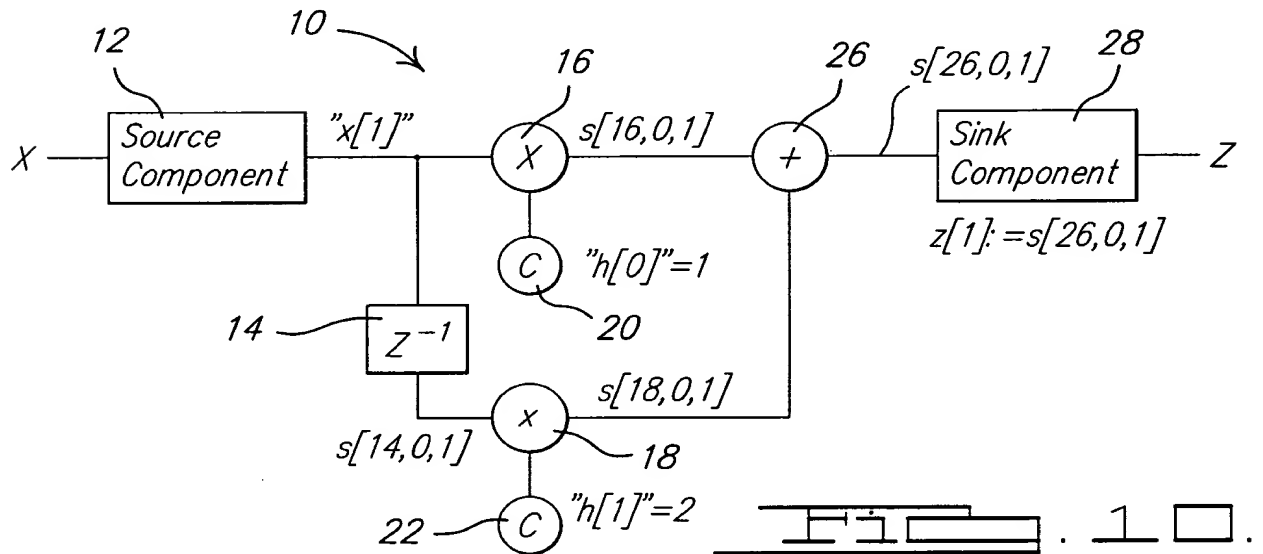 10
12
16
26
s[26,0,1]
28
X
Source
Component
"x[1]"
X
s[16,0,1]
+
Sink
Component
Z
z[1]:=s[26,0,1]
C
"h[0]"=1
20
14
Z⁻¹
s[14,0,1]
x
s[18,0,1]
18
22
C
"h[1]"=2